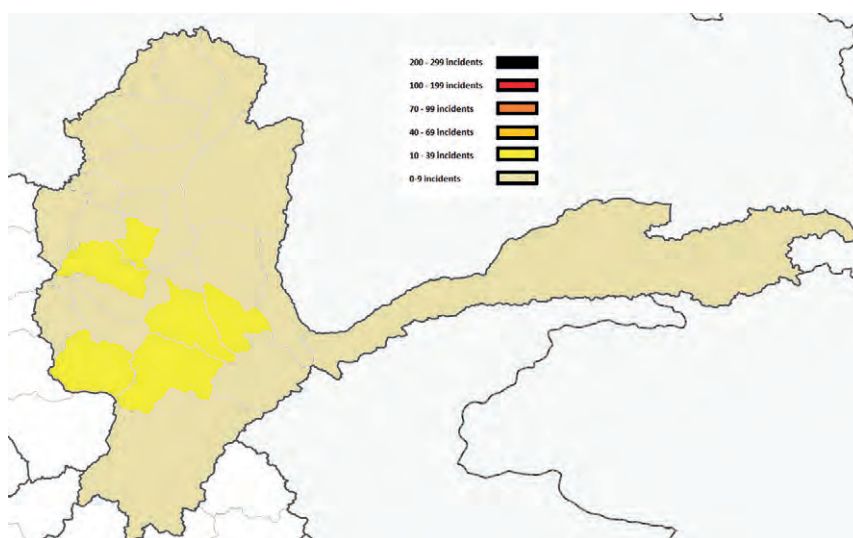 200 - 299 incidents
100 - 199 incidents
70 - 99 incidents
40 - 69 incidents
10 - 39 incidents
0-9 incidents